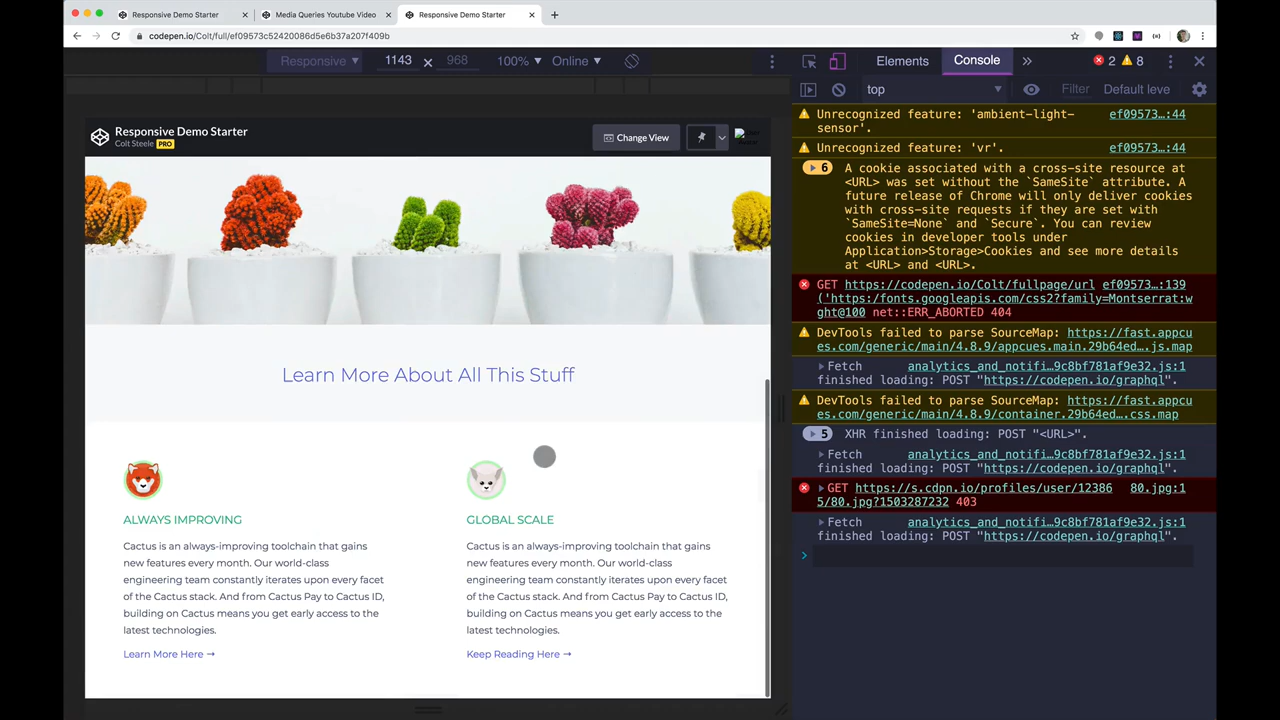 Responsive Demo Starter
Media Queries Youtube Video
Responsive Demo Starter
codepen.io/Colt/full/ef09573c52420086d5e6b37a207f409b
Responsive
1143
968
100%
Online
Elements
Console
2
8
top
Filter
Default leve
Responsive Demo Starter
Colt Steele PRO
Change View
Learn More About All This Stuff
ALWAYS IMPROVING
Cactus is an always-improving toolchain that gains
new features every month. Our world-class
engineering team constantly iterates upon every facet
of the Cactus stack. And from Cactus Pay to Cactus ID,
building on Cactus means you get early access to the
latest technologies.
Learn More Here →
GLOBAL SCALE
Cactus is an always-improving toolchain that gains
new features every month. Our world-class
engineering team constantly iterates upon every facet
of the Cactus stack. And from Cactus Pay to Cactus ID,
building on Cactus means you get early access to the
latest technologies.
Keep Reading Here →
Unrecognized feature: 'ambient-light- ef09573…:44
sensor'.
Unrecognized feature: 'vr'. ef09573…:44
6 A cookie associated with a cross-site resource at
<URL> was set without the `SameSite` attribute. A
future release of Chrome will only deliver cookies
with cross-site requests if they are set with
`SameSite=None` and `Secure`. You can review
cookies in developer tools under
Application>Storage>Cookies and see more details
at <URL> and <URL>.
GET https://codepen.io/Colt/fullpage/url ef09573…:139
('https:/fonts.googleapis.com/css2?family=Montserrat:w
ght@100 net::ERR_ABORTED 404
DevTools failed to parse SourceMap: https://fast.appcu
es.com/generic/main/4.8.9/appcues.main.29b64ed….js.map
Fetch analytics_and_notifi…9c8bf781af9e32.js:1
finished loading: POST "https://codepen.io/graphql".
DevTools failed to parse SourceMap: https://fast.appcu
es.com/generic/main/4.8.9/container.29b64ed….css.map
5 XHR finished loading: POST "<URL>".
Fetch analytics_and_notifi…9c8bf781af9e32.js:1
finished loading: POST "https://codepen.io/graphql".
GET https://s.cdpn.io/profiles/user/12386 80.jpg:1
5/80.jpg?1503287232 403
Fetch analytics_and_notifi…9c8bf781af9e32.js:1
finished loading: POST "https://codepen.io/graphql".